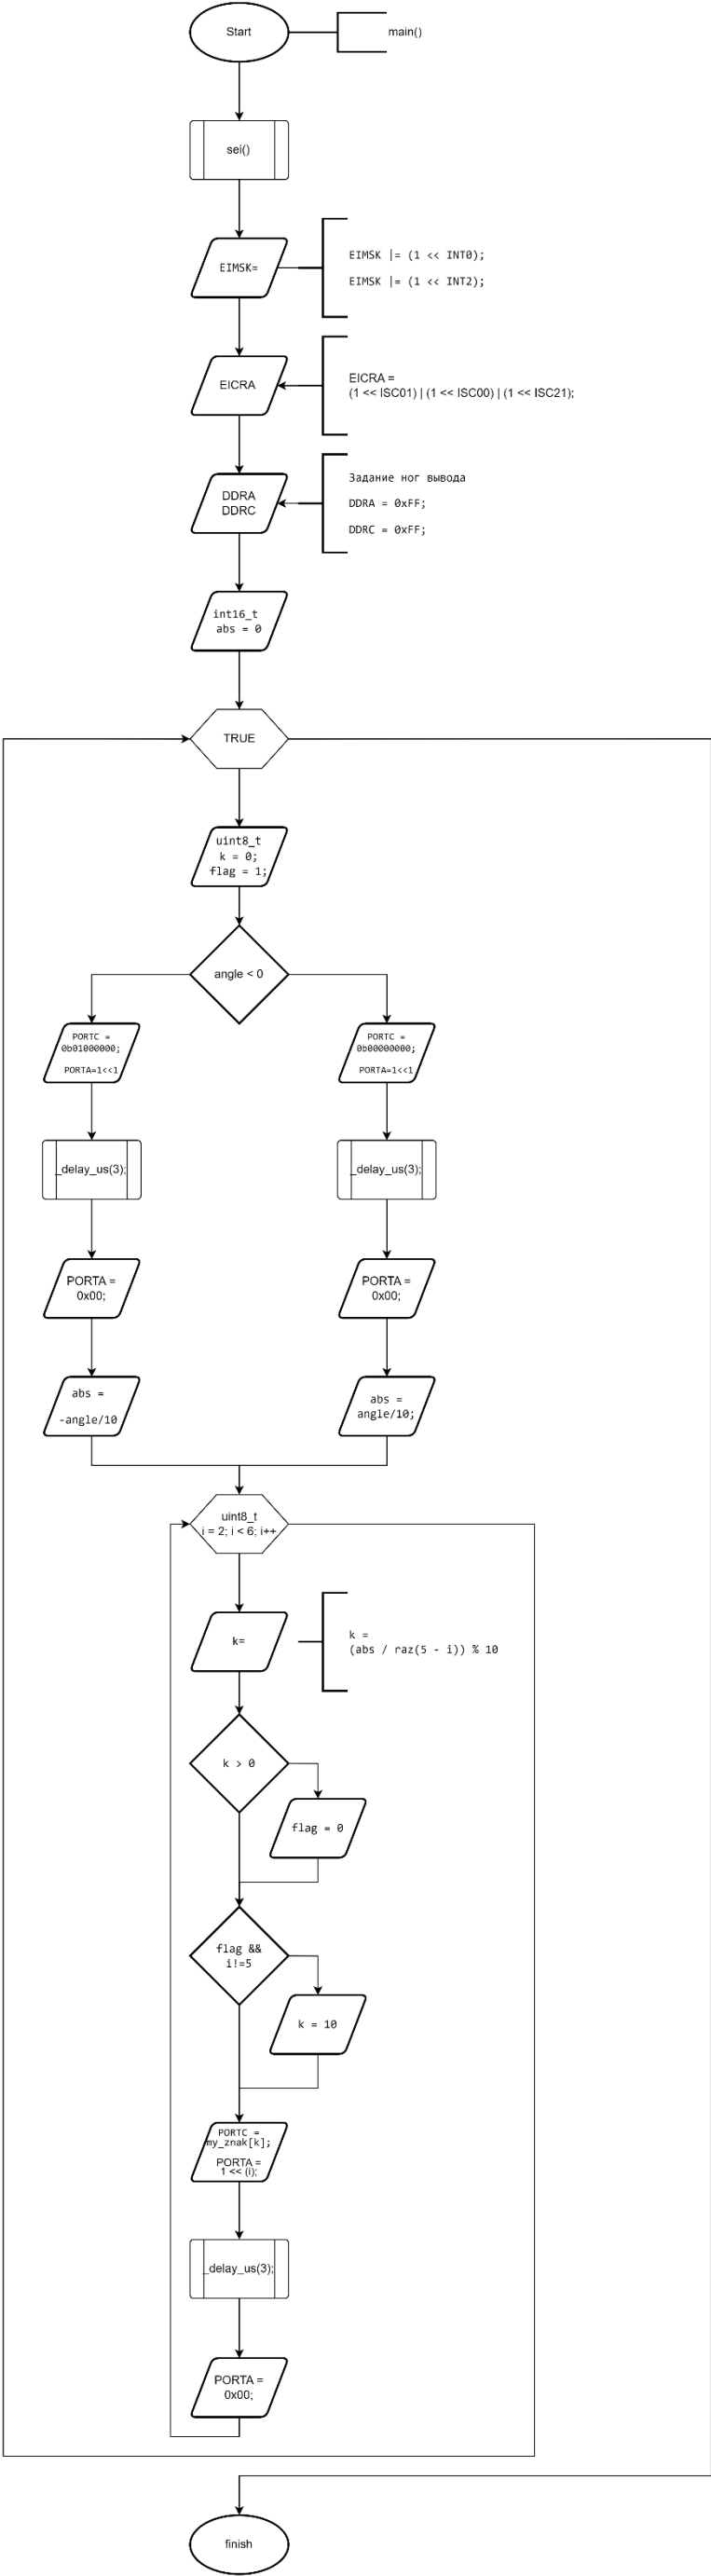 Start
main()
sei()
EIMSK=
EIMSK |= (1 << INT0);
EIMSK |= (1 << INT2);
EICRA
EICRA =
(1 << ISC01) | (1 << ISC00) | (1 << ISC21);
DDRA
DDRC
Задание ног вывода
DDRA = 0xFF;
DDRC = 0xFF;
int16_t
abs = 0
TRUE
uint8_t
k = 0;
flag = 1;
angle < 0
PORTC =
0b01000000;
PORTA=1<<1
PORTC =
0b00000000;
PORTA=1<<1
_delay_us(3);
_delay_us(3);
PORTA =
0x00;
PORTA =
0x00;
abs =
-angle/10
abs =
angle/10;
uint8_t
i = 2; i < 6; i++
k=
k =
(abs / raz(5 - i)) % 10
k > 0
flag = 0
flag &&
i!=5
k = 10
PORTC =
my_znak[k];
PORTA =
1 << (i);
_delay_us(3);
PORTA =
0x00;
finish